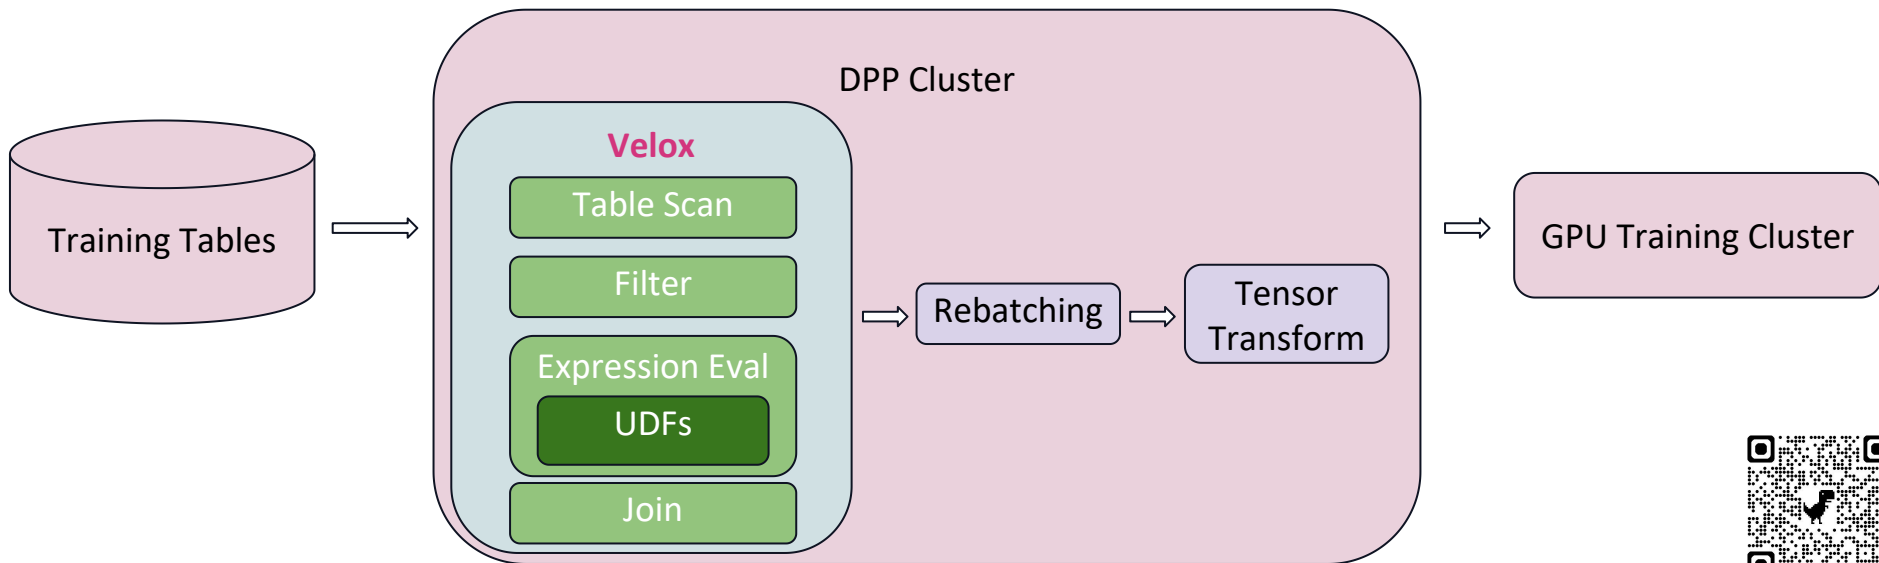 DPP Cluster
Training Tables
Velox
Table Scan
Filter
Expression Eval
UDFs
Join
Rebatching
Tensor
Transform
GPU Training Cluster